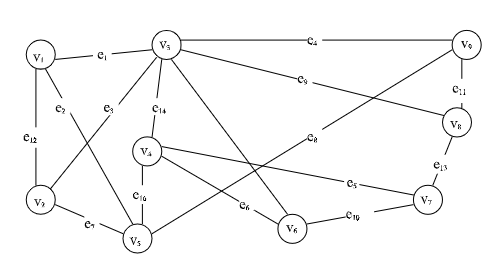 V₃ e₄ V₉
V₁ e₁
e₉ e₁₁
e₂ e₃ e₁₄
V₈
e₁₂ e₈
V₄ e₁₃
e₅
V₂ e₁₆ e₆ V₇
e₇ e₁₀
V₅ V₆